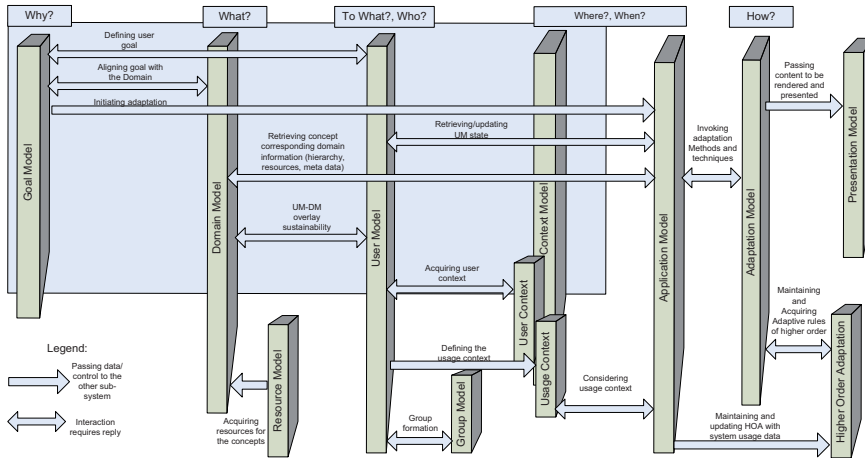 Why?
What?
To What?, Who?
Where?, When?
How?
Defining user
goal
Aligning goal with
the Domain
Initiating adaptation
Retrieving/updating
UM state
Retrieving concept
corresponding domain
information (hierarchy,
resources, meta data)
UM-DM
overlay
sustainability
Acquiring user
context
Defining the
usage context
Group
formation
Considering
usage context
Passing
content to be
rendered and
presented
Invoking
adaptation
Methods and
techniques
Maintaining
and
Acquiring
Adaptive rules
of higher order
Maintaining and
updating HOA with
system usage data
Acquiring
resources for
the concepts
Goal Model
Domain Model
Resource Model
User Model
Group Model
Context Model
User Context
Usage Context
Application Model
Adaptation Model
Presentation Model
Higher Order Adaptation
Legend:
Passing data/
control to the
other sub-
system
Interaction
requires reply